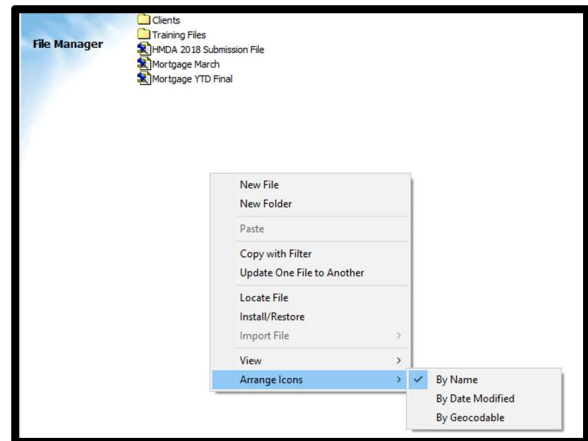 Clients
Training Files
File Manager
HMDA 2018 Submission File
Mortgage March
Mortgage YTD Final
New File
New Folder
Paste
Copy with Filter
Update One File to Another
Locate File
Install/Restore
Import File
View
Arrange Icons
By Name
By Date Modified
By Geocodable